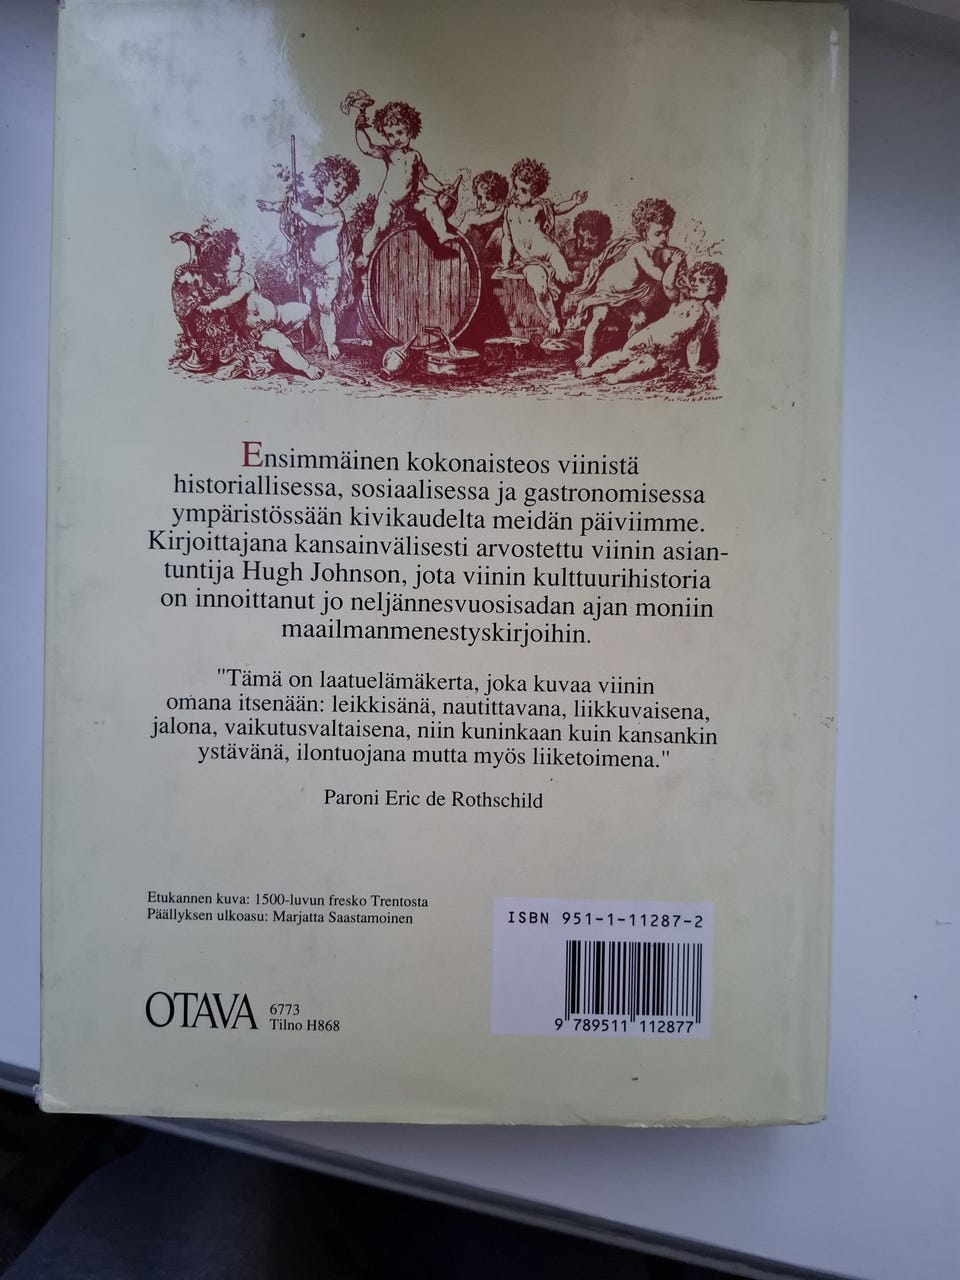 Ensimmäinen kokonaisteos viinistä
historiallisessa, sosiaalisessa ja gastronomisessa
ympäristössään kivikaudelta meidän päiviimme.
Kirjoittajana kansainvälisesti arvostettu viinin asian-
tuntija Hugh Johnson, jota viinin kulttuurihistoria
on innoittanut jo neljännesvuosisadan ajan moniin
maailmanmenestyskirjoihin.
"Tämä on laatuelämäkerta, joka kuvaa viinin
omana itsenään: leikkisänä, nautittavana, liikkuvaisena,
jalona, vaikutusvaltaisena, niin kuninkaan kuin kansankin
ystävänä, ilontuojana mutta myös liiketoimena."
Paroni Eric de Rothschild
Etukannen kuva: 1500-luvun fresko Trentosta
Päällyksen ulkoasu: Marjatta Saastamoinen
OTAVA
6773
Tilno H868
ISBN 951-1-11287-2
9 789511 112877